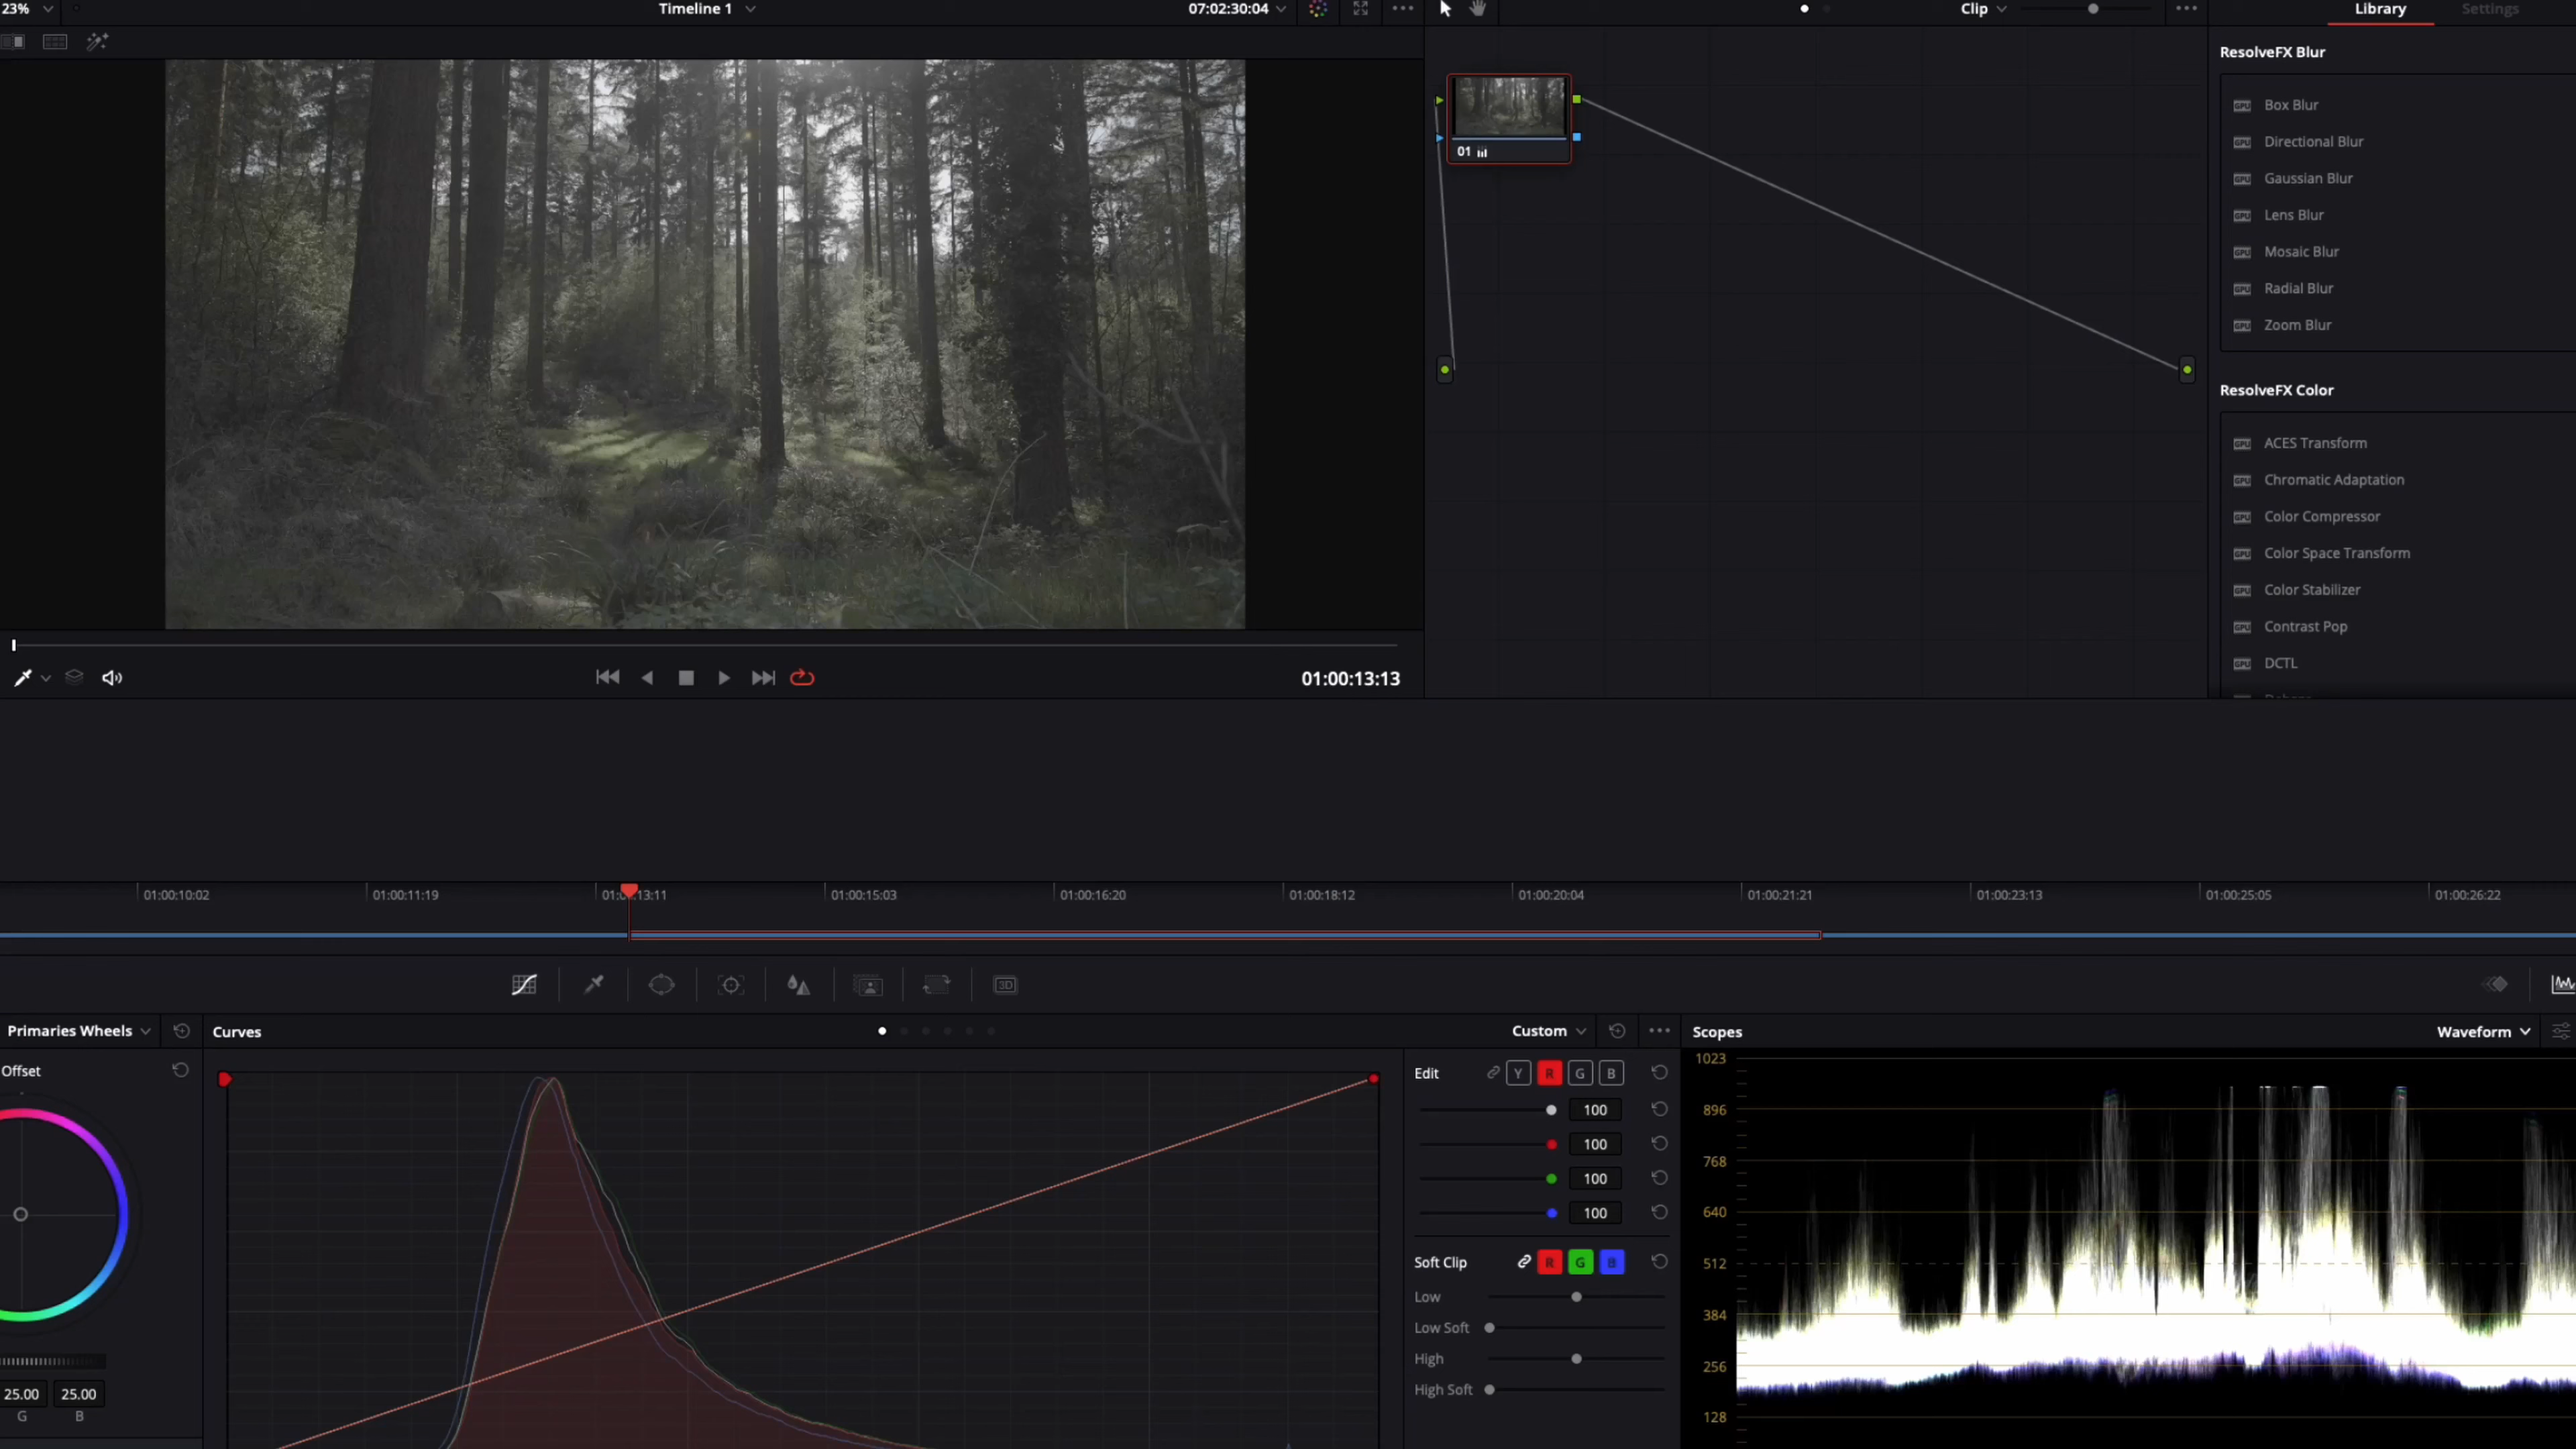 23%
Timeline 1
07:02:30:04
Clip
Library
Settings
ResolveFX Blur
Box Blur
Directional Blur
Gaussian Blur
Lens Blur
Mosaic Blur
Radial Blur
Zoom Blur
01
ResolveFX Color
ACES Transform
Chromatic Adaptation
Color Compressor
Color Space Transform
Color Stabilizer
Contrast Pop
DCTL
01:00:13:13
01:00:10:02
01:00:11:19
01:00:13:11
01:00:15:03
01:00:16:20
01:00:18:12
01:00:20:04
01:00:21:21
01:00:23:13
01:00:25:05
01:00:26:22
3D
Primaries Wheels
Curves
Custom
Scopes
Waveform
Offset
25.00 25.00
G B
Edit Y R G B
100
100
100
100
Soft Clip R G B
Low
Low Soft
High
High Soft
1023
896
768
640
512
384
256
128